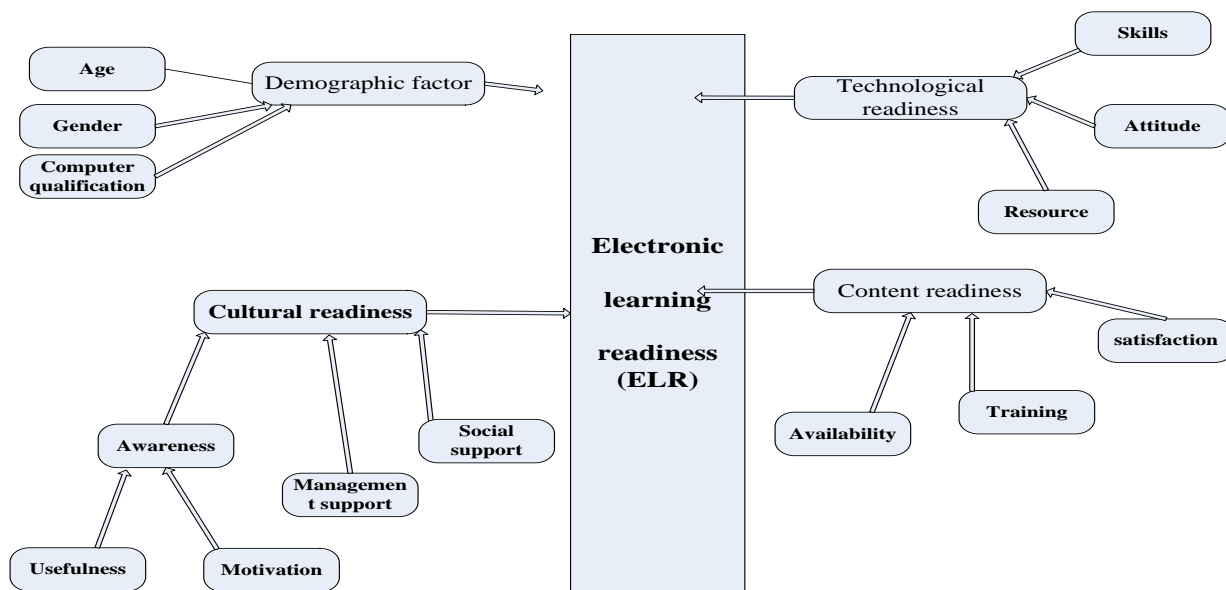 Age
Demographic factor
Gender
Computer
qualification
Skills
Technological
readiness
Attitude
Resource
Electronic
learning
readiness
(ELR)
Cultural readiness
Content readiness
satisfaction
Awareness
Social
support
Managemen
t support
Availability
Training
Usefulness
Motivation